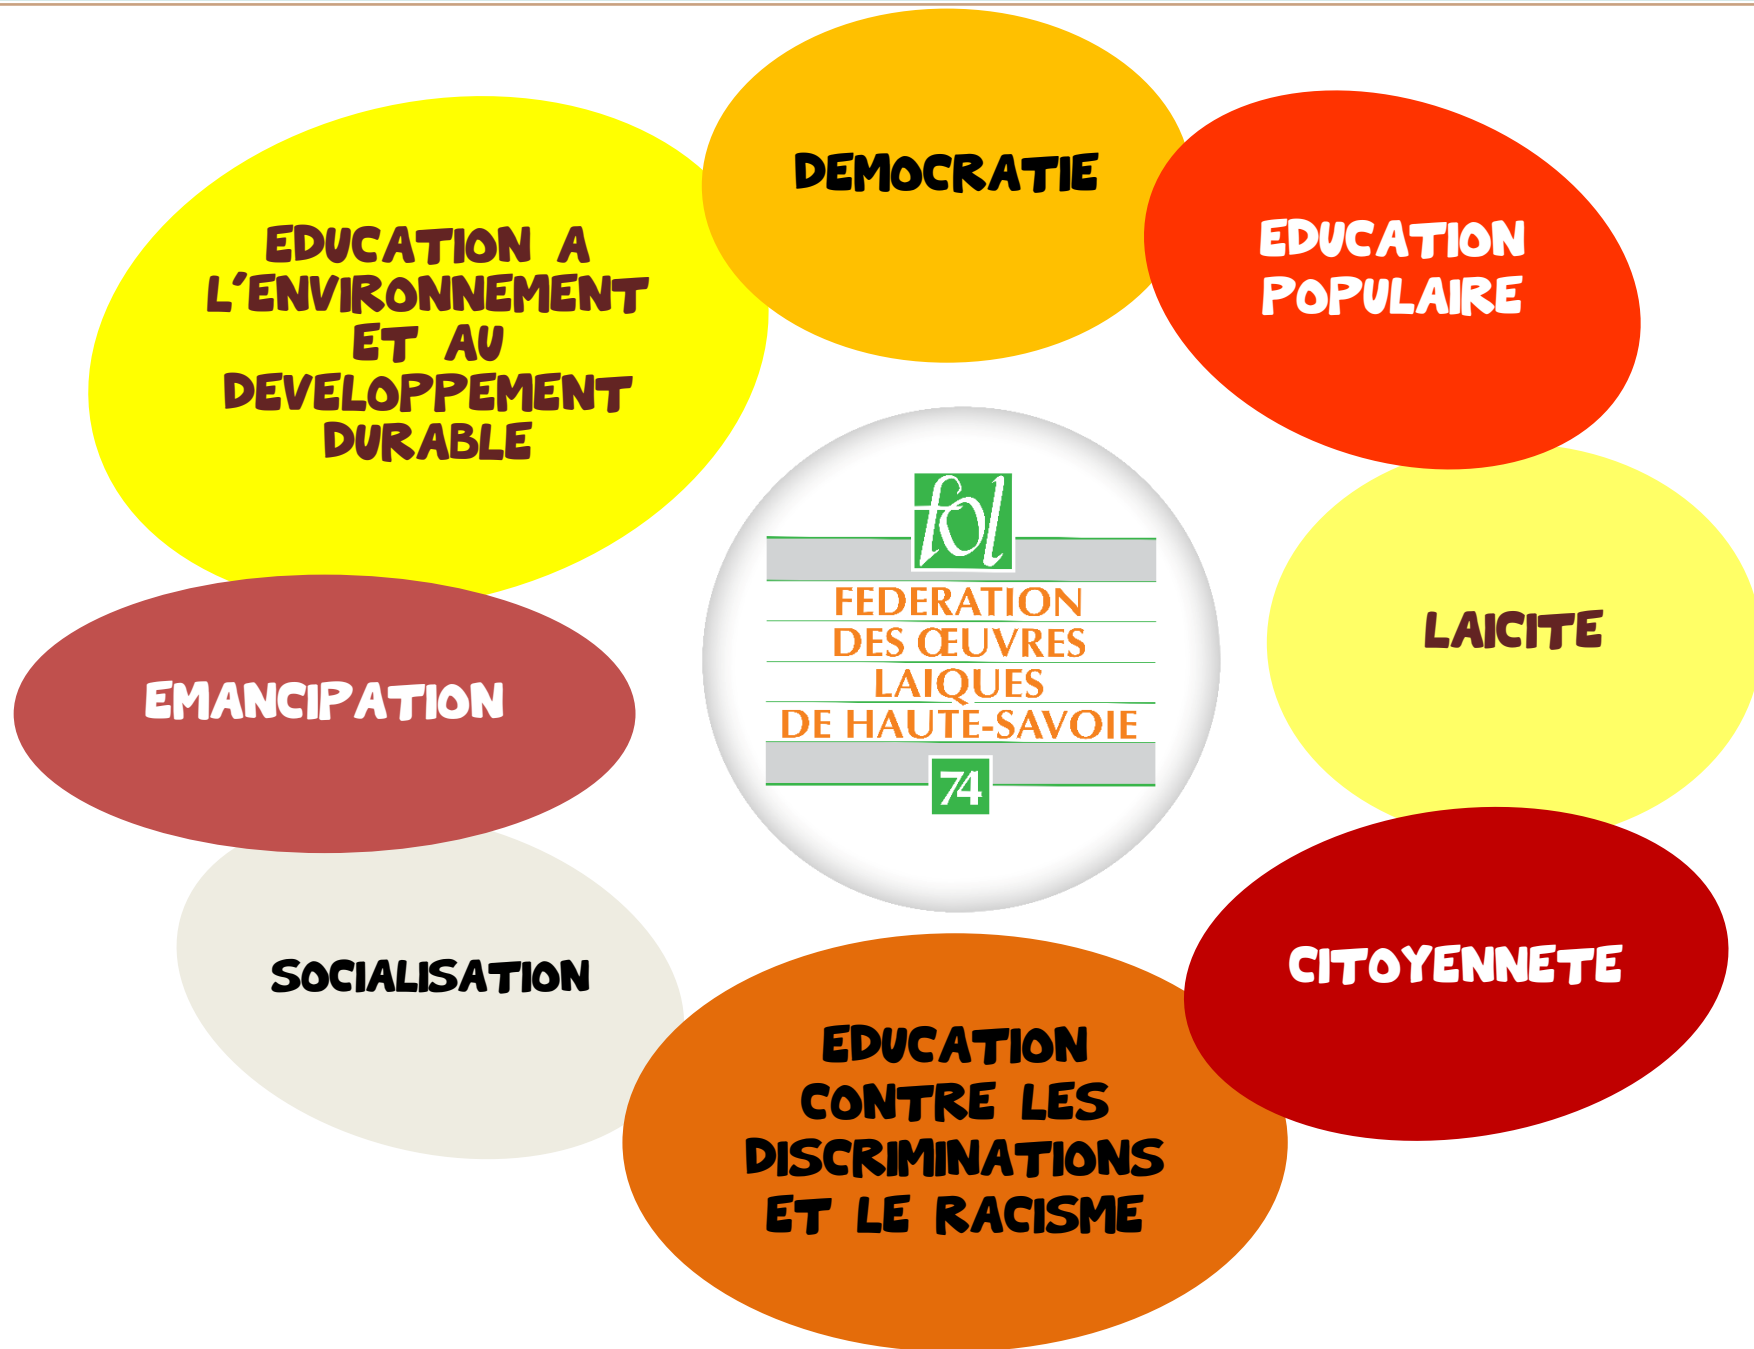 DEMOCRATIE
EDUCATION
POPULAIRE
EDUCATION A
L'ENVIRONNEMENT
ET AU
DEVELOPPEMENT
DURABLE
fol
FEDERATION
DES ŒUVRES
LAIQUES
DE HAUTE-SAVOIE
74
LAICITE
EMANCIPATION
CITOYENNETE
SOCIALISATION
EDUCATION
CONTRE LES
DISCRIMINATIONS
ET LE RACISME